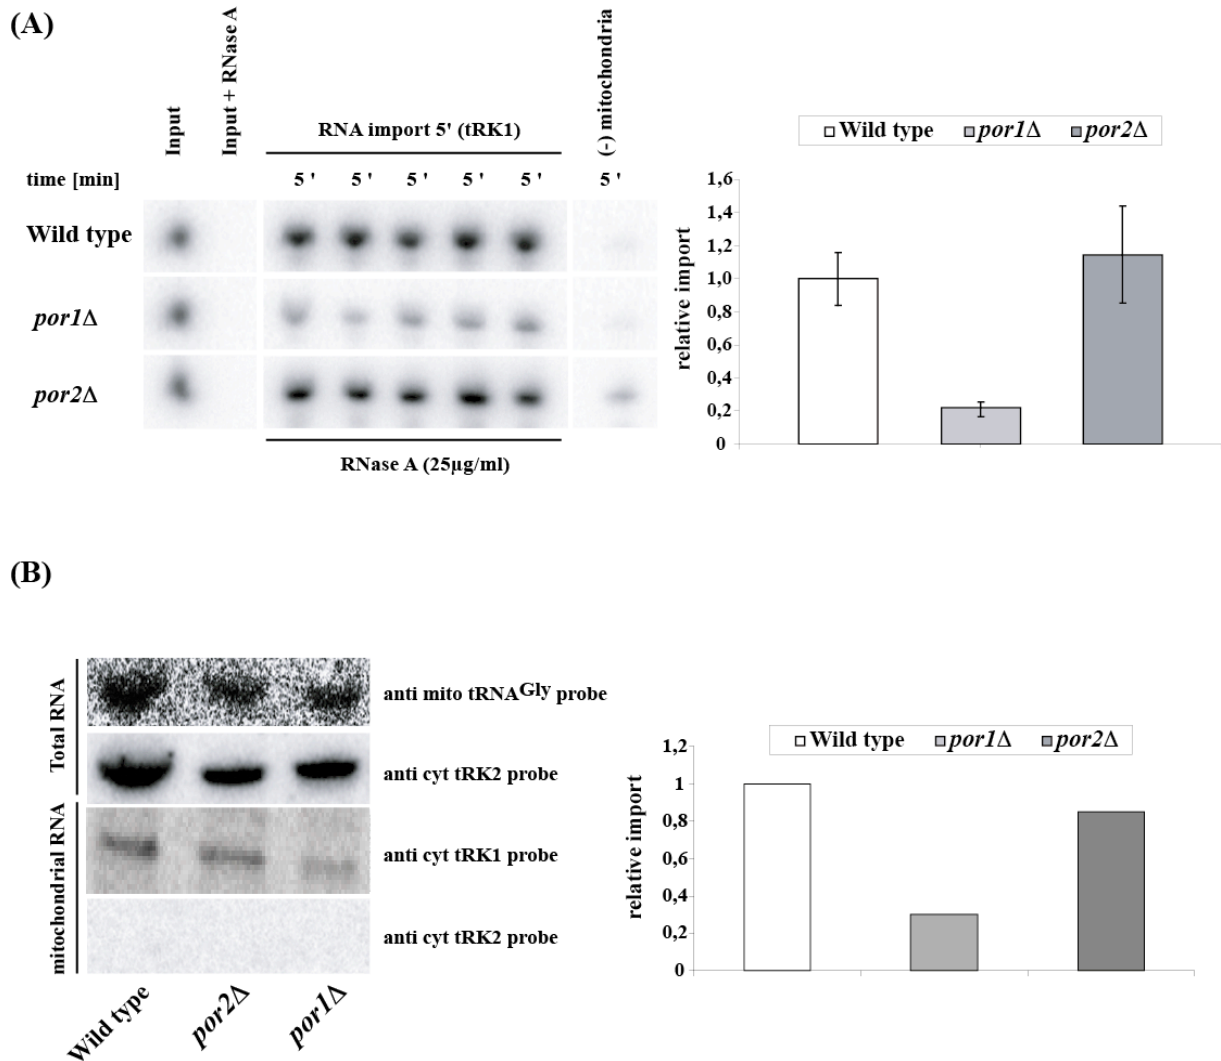 (A)
Input
Input + RNase A
RNA import 5' (tRK1)
(-) mitochondria
time [min] 5 ' 5 ' 5 ' 5 ' 5 ' 5 '
Wild type
por1Δ
por2Δ
RNase A (25µg/ml)
Wild type por1Δ por2Δ
relative import
1,6
1,4
1,2
1,0
0,8
0,6
0,4
0,2
0
(B)
Total RNA
mitochondrial RNA
anti mito tRNAGly probe
anti cyt tRK2 probe
anti cyt tRK1 probe
anti cyt tRK2 probe
Wild type
por2Δ
por1Δ
Wild type por1Δ por2Δ
relative import
1,2
1
0,8
0,6
0,4
0,2
0